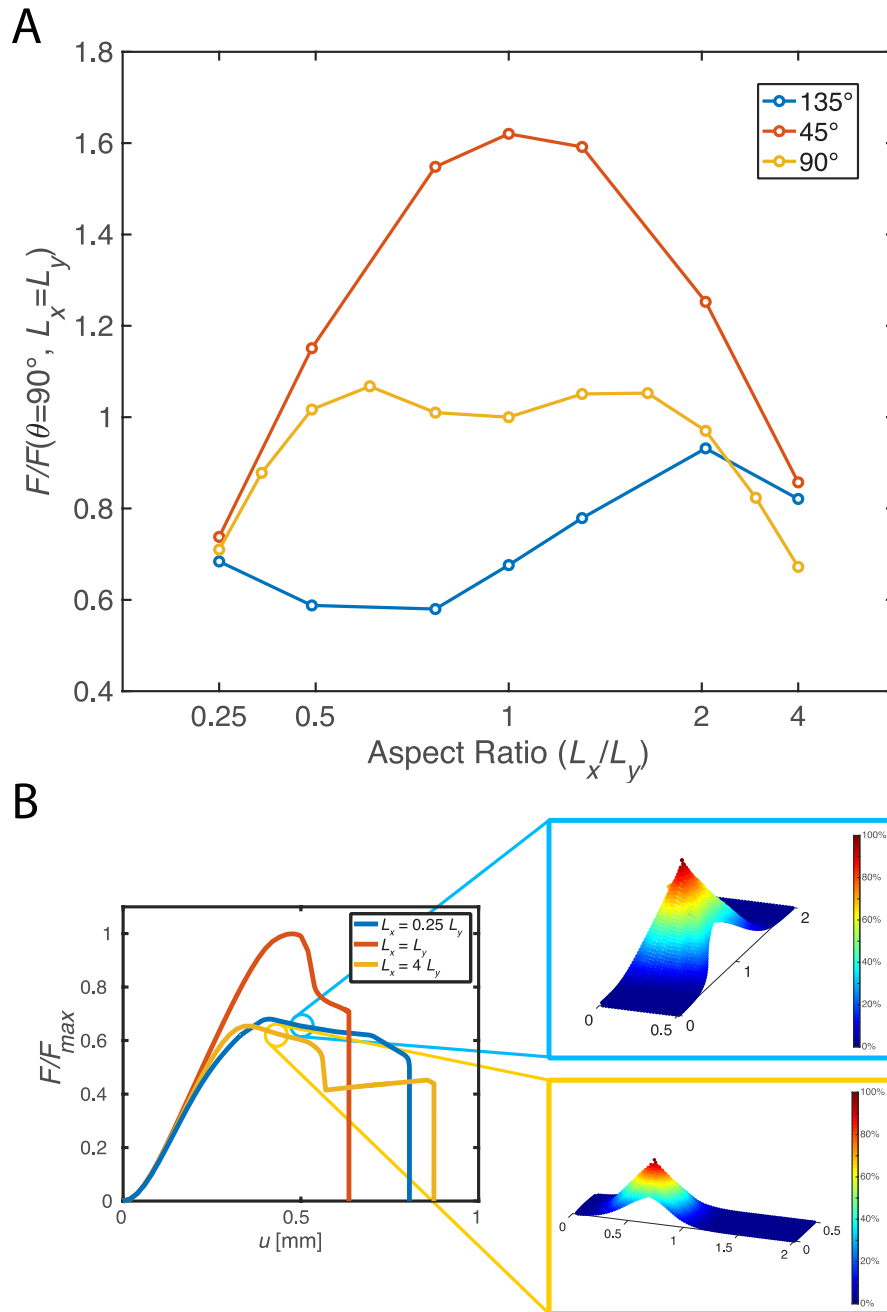 A
1.8
1.6
1.4
1.2
1
0.8
0.6
0.4
F/F(θ=90°, Lx=Ly)
135°
45°
90°
0.25 0.5 1 2 4
Aspect Ratio (Lx/Ly)
B
1
0.8
0.6
0.4
0.2
0
F/Fmax
Lx = 0.25 Ly
Lx = Ly
Lx = 4 Ly
0 0.5 1
u [mm]
100%
80%
60%
40%
20%
0%
2
1
0
0.5 0
100%
80%
60%
40%
20%
0%
0 0.5 1 1.5 2 0 0.5